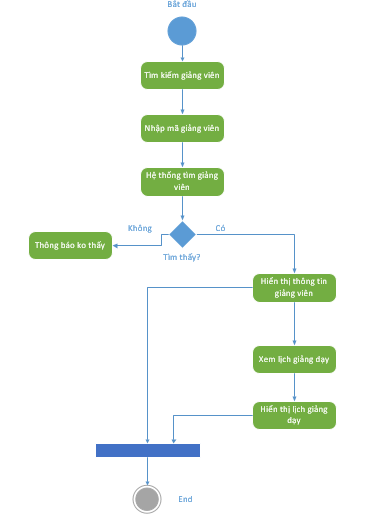 Bắt đầu
Tìm kiếm giảng viên
Nhập mã giảng viên
Hệ thống tìm giảng
viên
Không
Có
Thông báo ko thấy
Tìm thấy?
Hiển thị thông tin
giảng viên
Xem lịch giảng dạy
Hiển thị lịch giảng
dạy
End